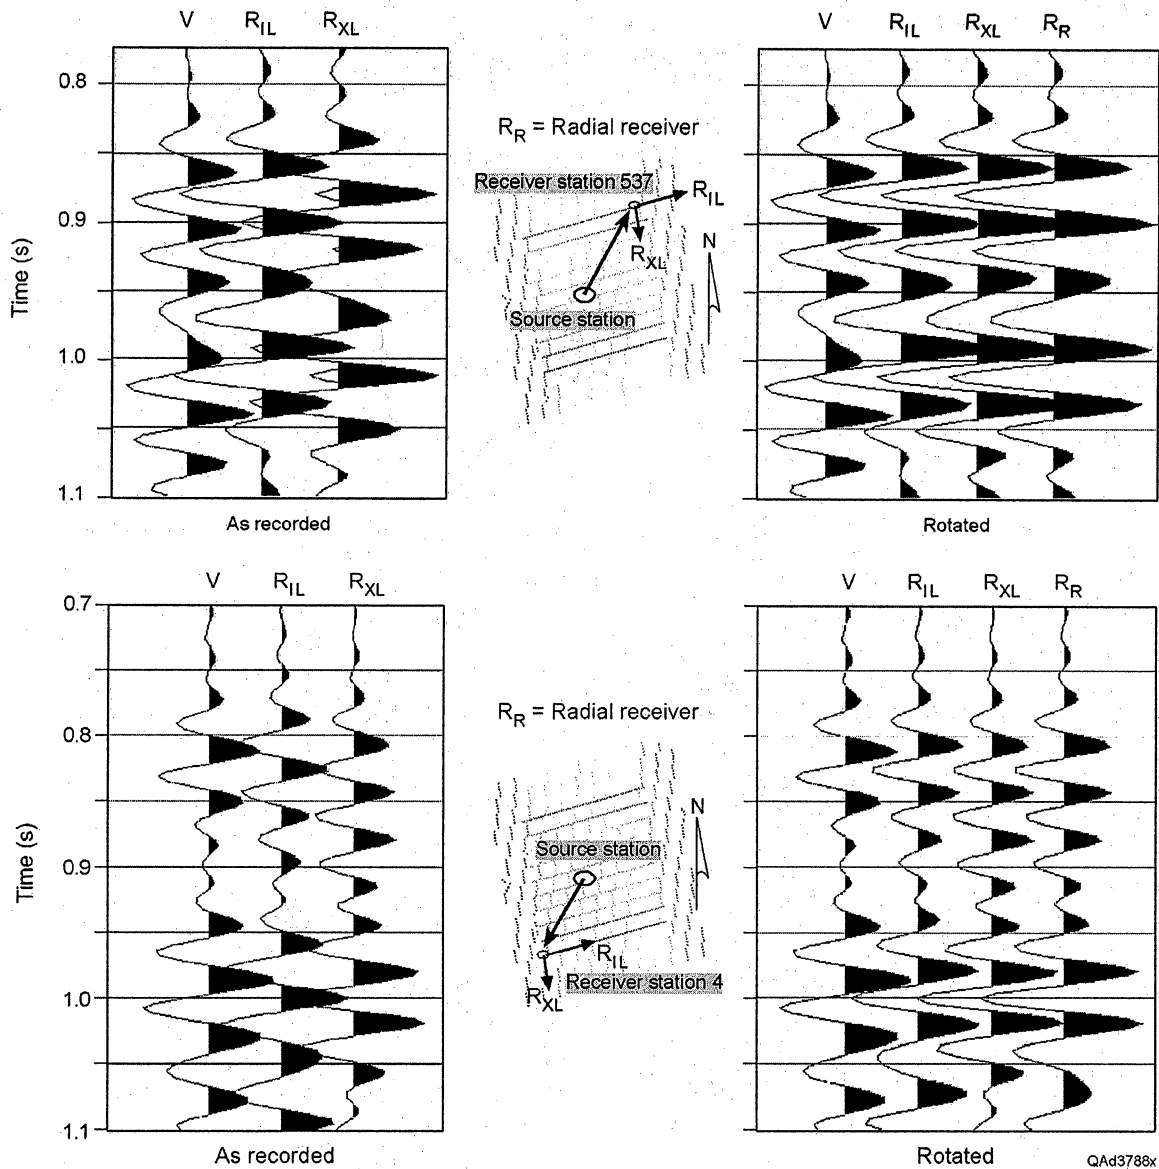 V R_IL R_XL
V R_IL R_XL R_R
0.8
0.9
1.0
1.1
Time (s)
R_R = Radial receiver
Receiver station 537
R_IL
R_XL
N
Source station
As recorded
Rotated
V R_IL R_XL
V R_IL R_XL R_R
0.7
0.8
0.9
1.0
1.1
Time (s)
R_R = Radial receiver
N
Source station
R_IL
Receiver station 4
R_XL
As recorded
Rotated
QAd3788x